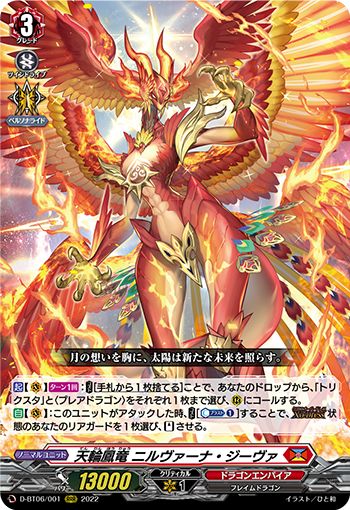 3
グレード
ツインドライブ
ペルソナライド
月の想いを胸に、太陽は新たな未来を照らす。
起【V】ターン1回:【手札から1枚捨てる】ことで、あなたのドロップから、「トリクスタ」と《プレアドラゴン》をそれぞれ1枚まで選び、Rにコールする。
自【V】:このユニットがアタックした時、【CB1】することで、状態のあなたのリアガードを1枚選び、スタンドする。
ノーマルユニット
天輪鳳竜 ニルヴァーナ・ジーヴァ
パワー 13000
クリティカル
1
ドラゴンエンパイア
フレイムドラゴン
D-BT06/001 RRR 2022
イラスト/ひと和